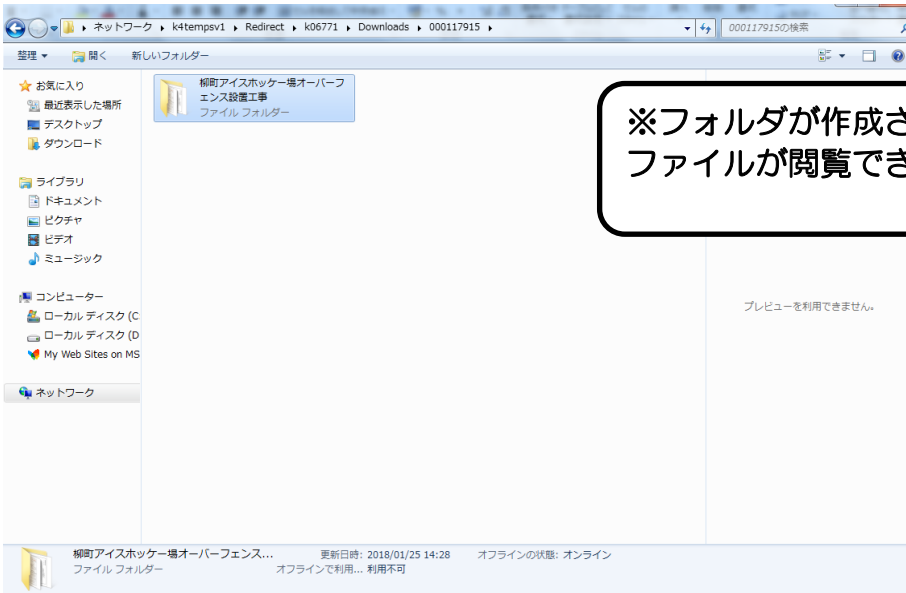 ネットワーク ▸ k4tempsv1 ▸ Redirect ▸ k06771 ▸ Downloads ▸ 000117915 ▸
000117915の検索
整理 開く 新しいフォルダー
お気に入り
最近表示した場所
デスクトップ
ダウンロード
ライブラリ
ドキュメント
ピクチャ
ビデオ
ミュージック
コンピューター
ローカル ディスク (C
ローカル ディスク (D
My Web Sites on MS
ネットワーク
柳町アイスホッケー場オーバーフ
ェンス設置工事
ファイル フォルダー
※フォルダが作成さ
ファイルが閲覧でき
プレビューを利用できません。
柳町アイスホッケー場オーバーフェンス... 更新日時: 2018/01/25 14:28 オフラインの状態: オンライン
ファイル フォルダー オフラインで利用... 利用不可